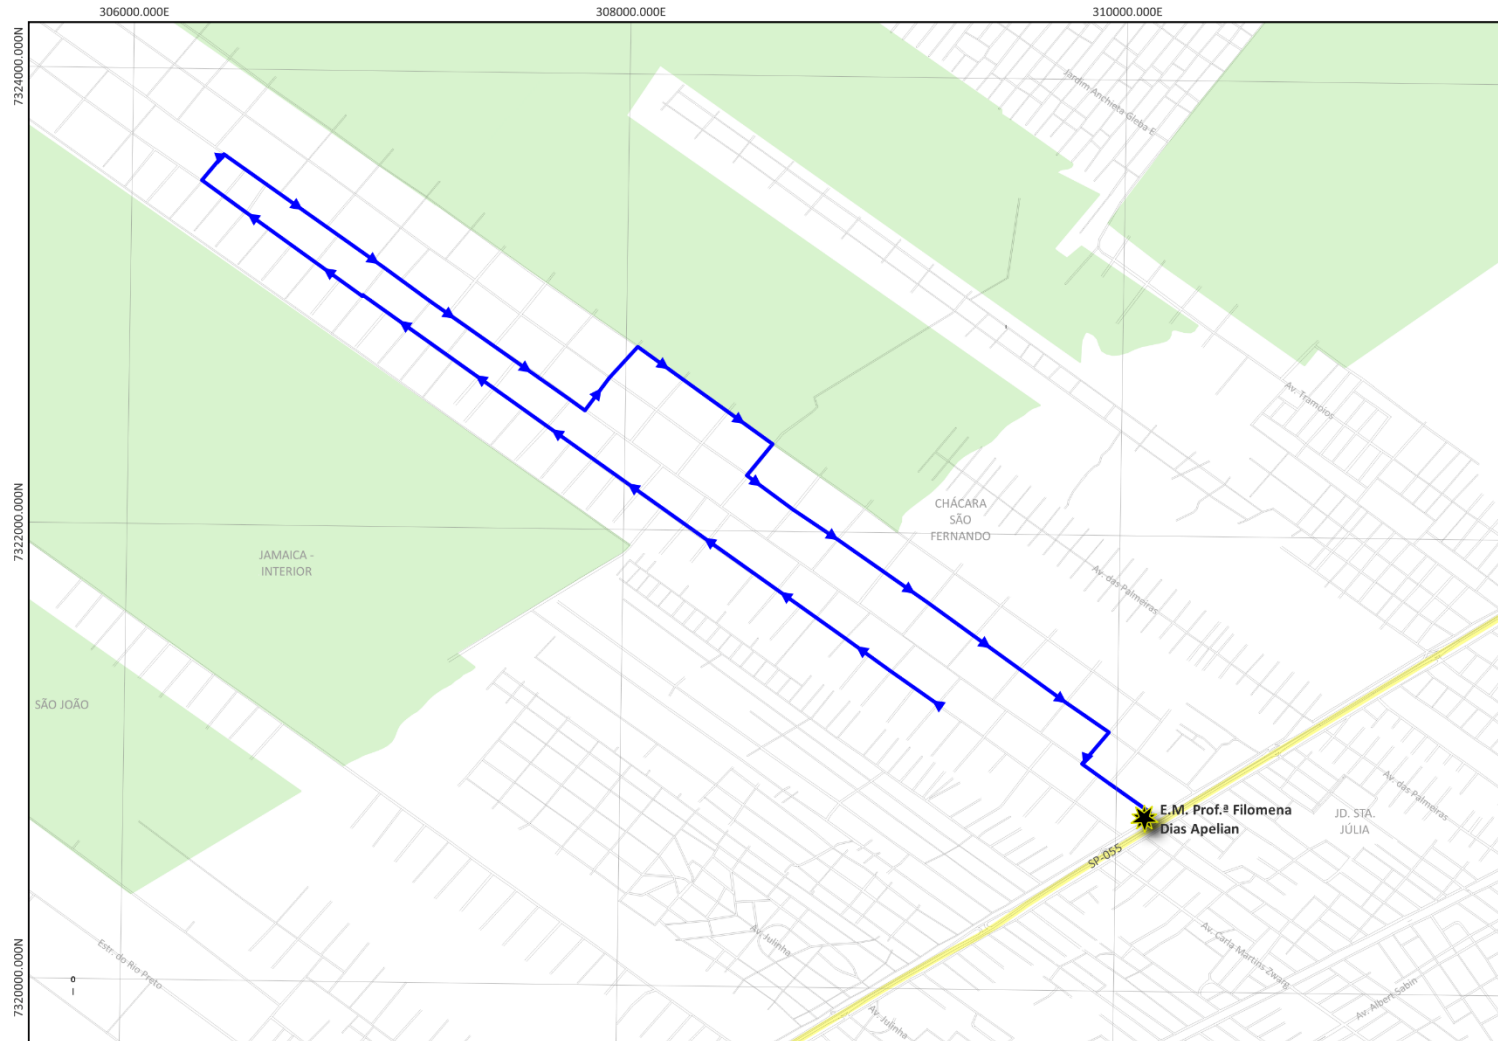 306000.000E
308000.000E
310000.000E
7324000.000N
Jardim Anchieta Gleba E
Av. Tramoios
7322000.000N
CHÁCARA
SÃO
FERNANDO
JAMAICA -
INTERIOR
Av. das Palmeiras
SÃO JOÃO
Av. das Palmeiras
E.M. Prof.ª Filomena
Dias Apelian
JD. STA.
JÚLIA
SP-055
Av. Julinha
Av. Carla Martins Zwarg
Estr. do Rio Preto
7320000.000N
0
Av. Albert Sabin
Av. Julinha